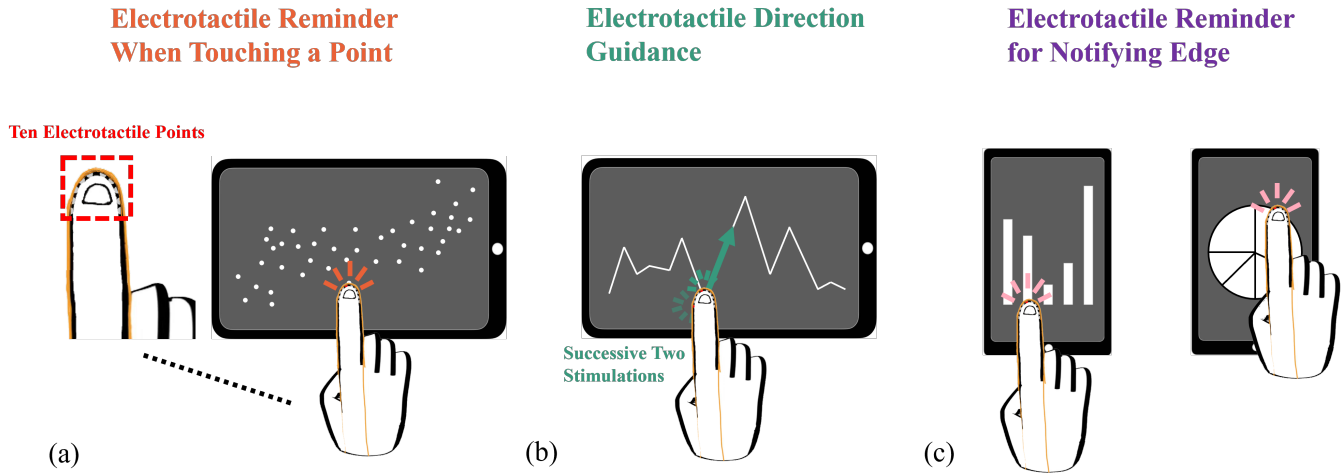 Electrotactile Reminder
When Touching a Point
Electrotactile Direction
Guidance
Electrotactile Reminder
for Notifying Edge
Ten Electrotactile Points
Successive Two
Stimulations
(a)
(b)
(c)